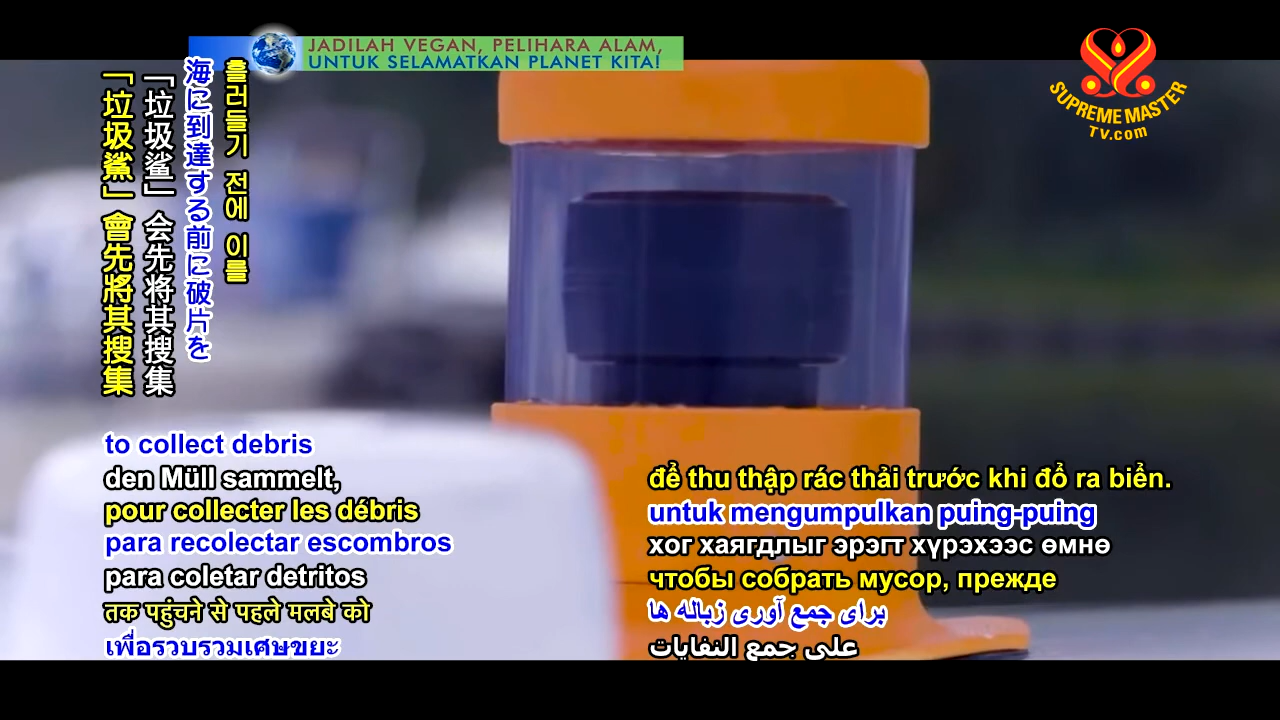 JADILAH VEGAN, PELIHARA ALAM,
UNTUK SELAMATKAN PLANET KITA!
SUPREME MASTER
TV.com
흘러들기 전에 이를
海に到達する前に破片を
「垃圾鲨」会先将其搜集
「垃圾鯊」會先將其搜集
to collect debris
den Müll sammelt,
pour collecter les débris
para recolectar escombros
para coletar detritos
तक पहुंचने से पहले मलबे को
เพื่อรวบรวมเศษขยะ
để thu thập rác thải trước khi đổ ra biển.
untuk mengumpulkan puing-puing
хог хаягдлыг эрэгт хүрэхээс өмнө
чтобы собрать мусор, прежде
برای جمع آوری زباله ها
على جمع النفايات